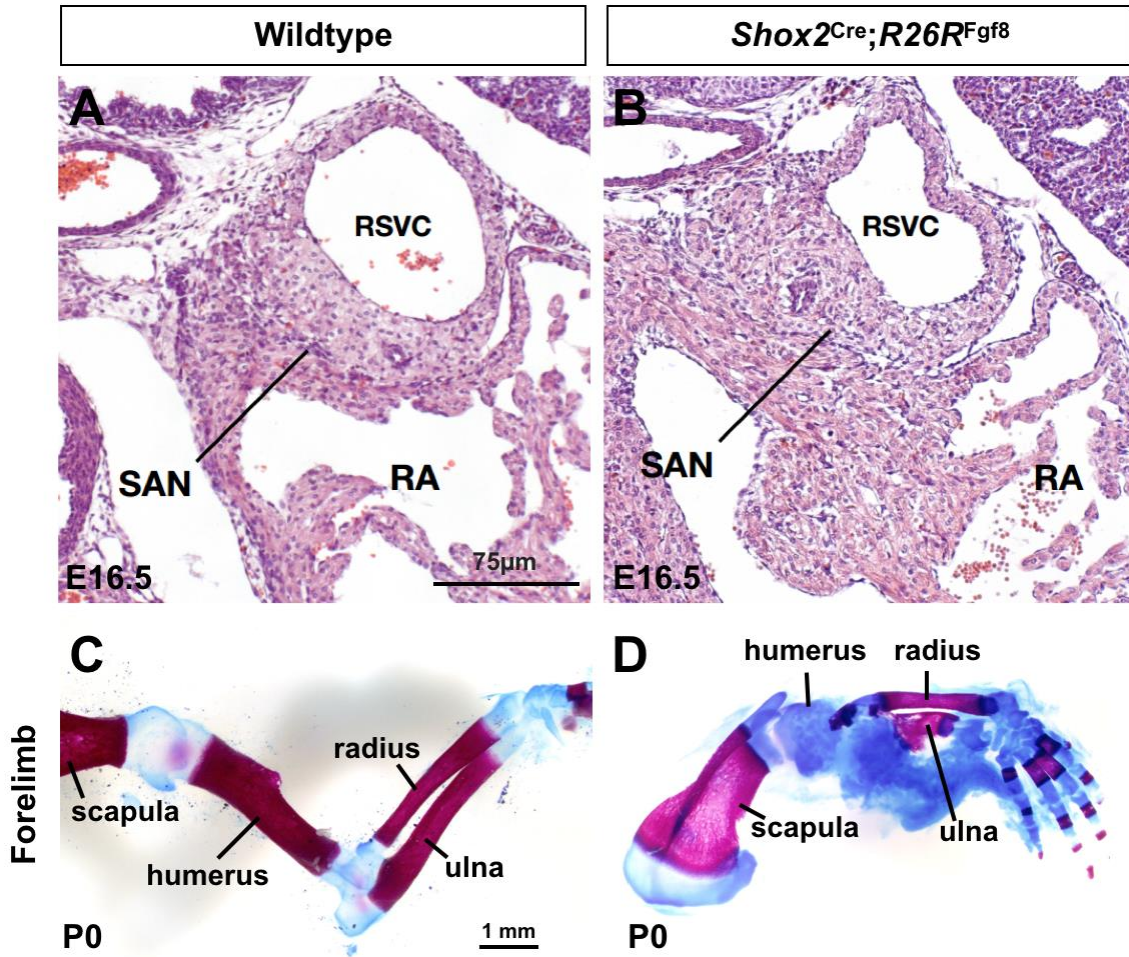 Wildtype
Shox2Cre;R26RFgf8
A
RSVC
SAN
RA
E16.5
75μm
B
RSVC
SAN
RA
E16.5
Forelimb
C
scapula
humerus
radius
ulna
P0
1 mm
D
humerus
radius
scapula
ulna
P0